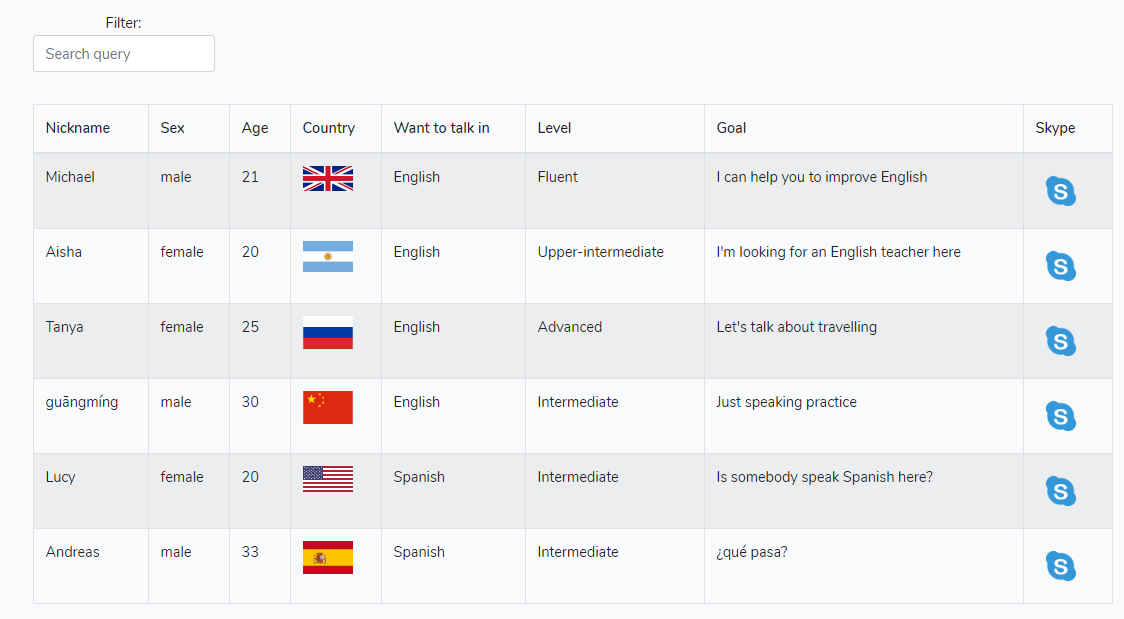 Filter:
Search query
Nickname Sex Age Country Want to talk in Level Goal Skype
Michael male 21 English Fluent I can help you to improve English
Aisha female 20 English Upper-intermediate I'm looking for an English teacher here
Tanya female 25 English Advanced Let's talk about travelling
guāngmíng male 30 English Intermediate Just speaking practice
Lucy female 20 Spanish Intermediate Is somebody speak Spanish here?
Andreas male 33 Spanish Intermediate ¿qué pasa?